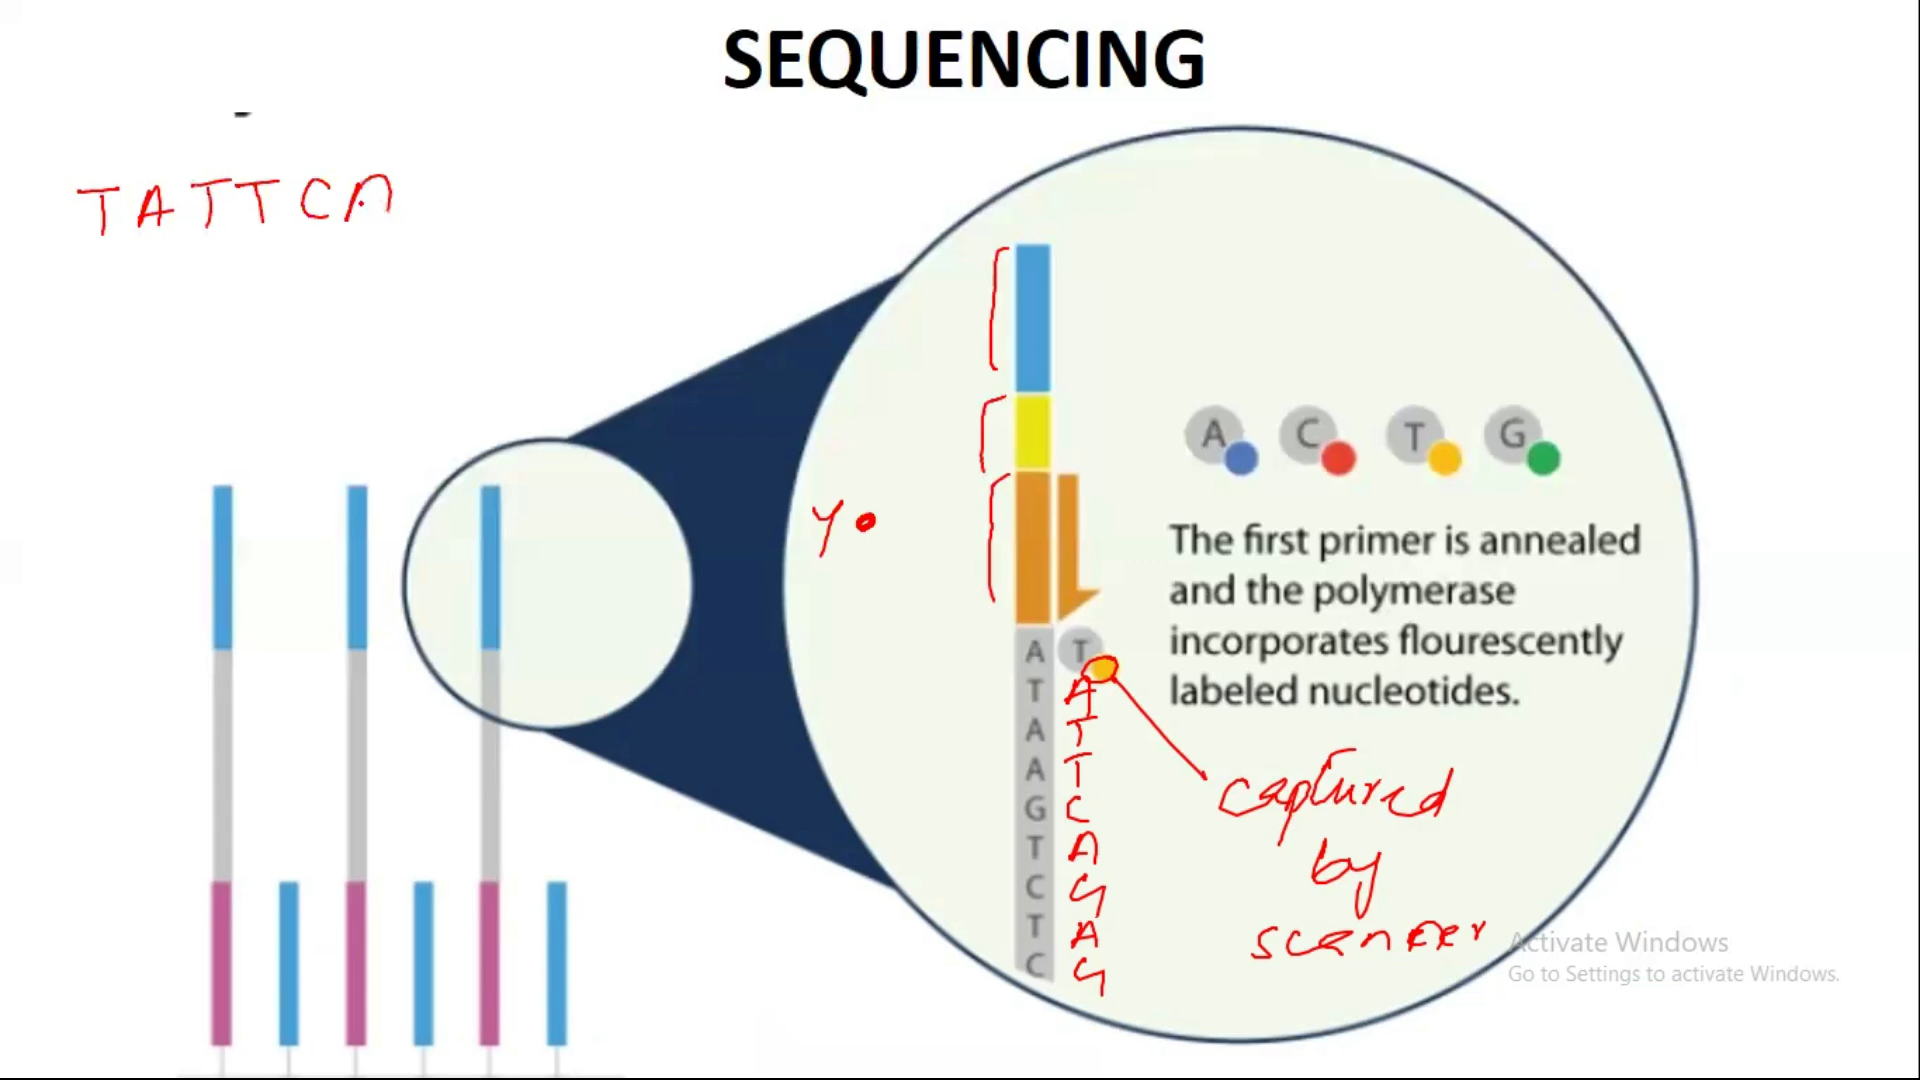 SEQUENCING
TATTCA
A C T G
The first primer is annealed
and the polymerase
incorporates flourescently
labeled nucleotides.
Y
A T
T A
A T
A T
G C
T A
C G
T A
C G
captured
by
scanner
Activate Windows
Go to Settings to activate Windows.